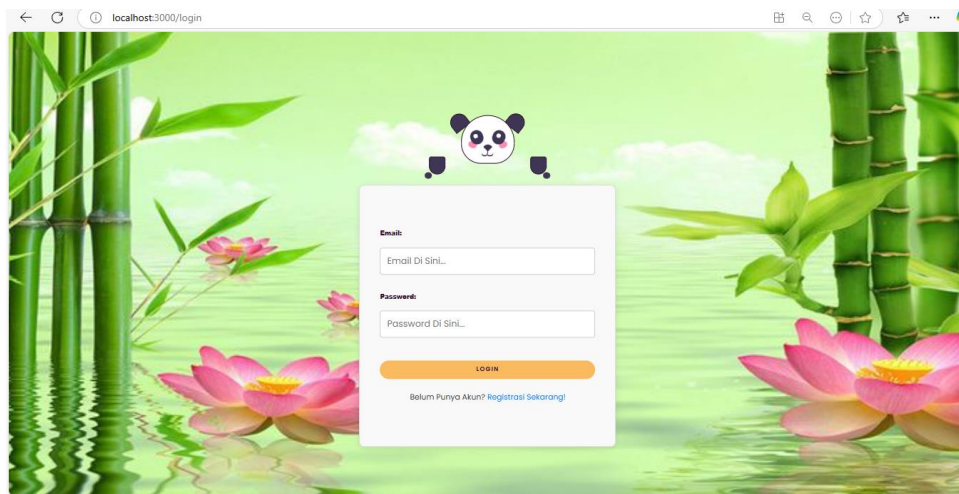 localhost:3000/login
Email:
Email Di Sini...
Password:
Password Di Sini...
LOGIN
Belum Punya Akun? Registrasi Sekarang!